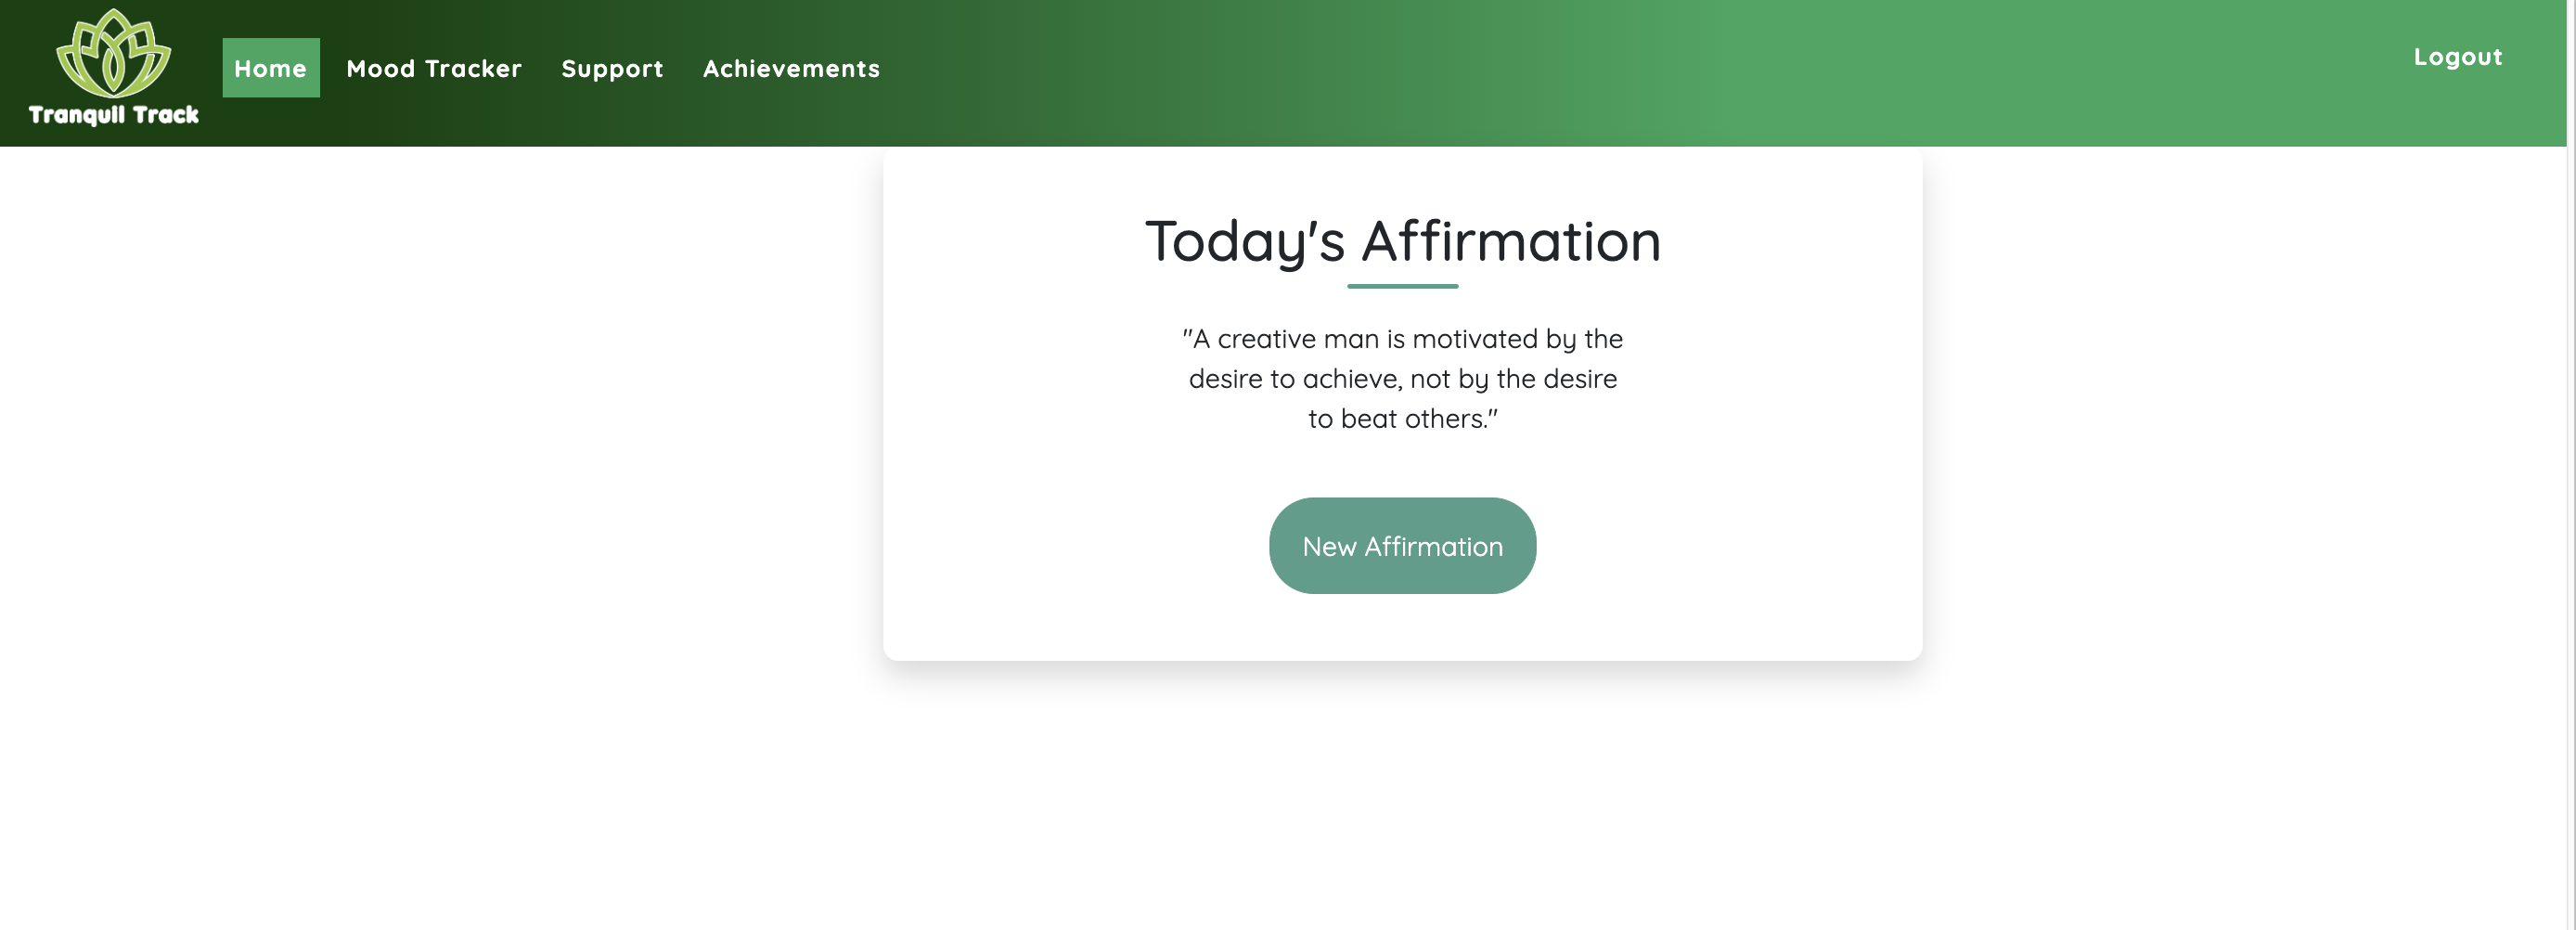 Tranquil Track
Home
Mood Tracker
Support
Achievements
Logout
Today's Affirmation
"A creative man is motivated by the
desire to achieve, not by the desire
to beat others."
New Affirmation